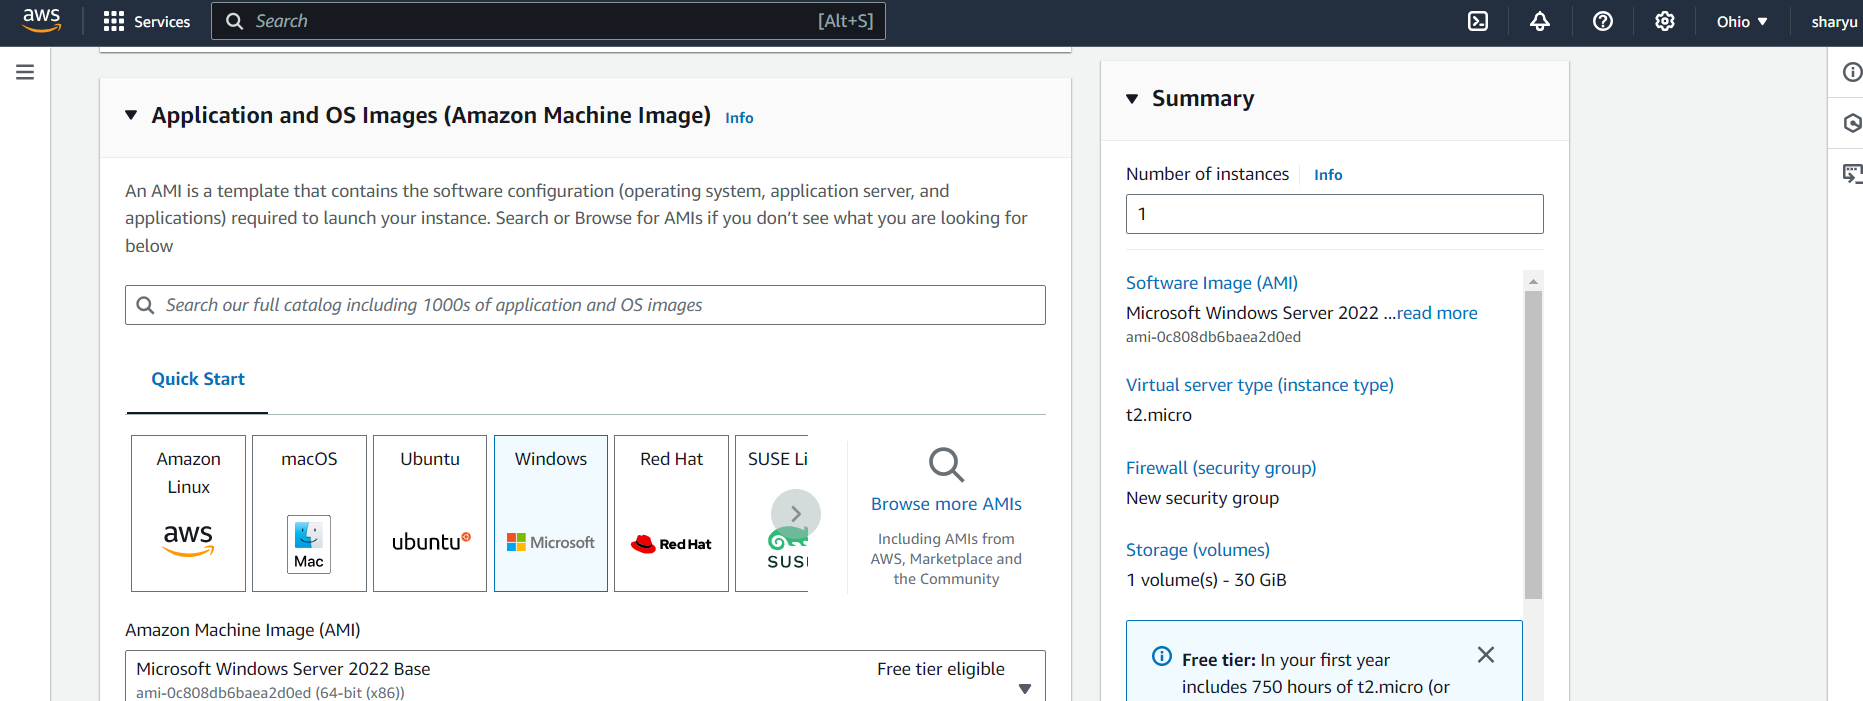 aws
Services
Search
[Alt+S]
Ohio
sharyu
Application and OS Images (Amazon Machine Image) Info
An AMI is a template that contains the software configuration (operating system, application server, and
applications) required to launch your instance. Search or Browse for AMIs if you don’t see what you are looking for
below
Search our full catalog including 1000s of application and OS images
Quick Start
Amazon
Linux
aws
macOS
Mac
Ubuntu
ubuntu
Windows
Microsoft
Red Hat
Red Hat
SUSE Li
SUS
Browse more AMIs
Including AMIs from
AWS, Marketplace and
the Community
Amazon Machine Image (AMI)
Microsoft Windows Server 2022 Base
Free tier eligible
ami-0c808db6baea2d0ed (64-bit (x86))
Summary
Number of instances Info
1
Software Image (AMI)
Microsoft Windows Server 2022 ...read more
ami-0c808db6baea2d0ed
Virtual server type (instance type)
t2.micro
Firewall (security group)
New security group
Storage (volumes)
1 volume(s) - 30 GiB
Free tier: In your first year
includes 750 hours of t2.micro (or